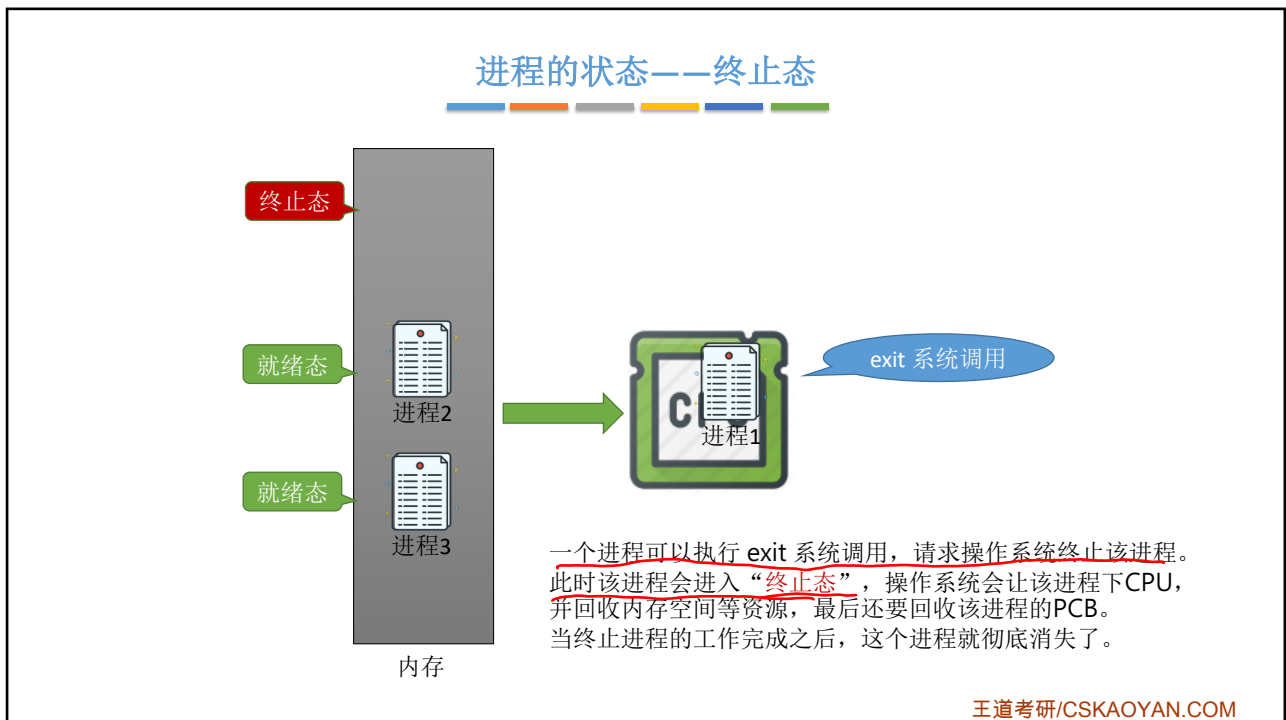 进程的状态——终止态
终止态
就绪态
进程2
exit 系统调用
进程1
就绪态
进程3
一个进程可以执行 exit 系统调用，请求操作系统终止该进程。
此时该进程会进入“终止态”，操作系统会让该进程下CPU，
并回收内存空间等资源，最后还要回收该进程的PCB。
当终止进程的工作完成之后，这个进程就彻底消失了。
内存
王道考研/CSKAOYAN.COM